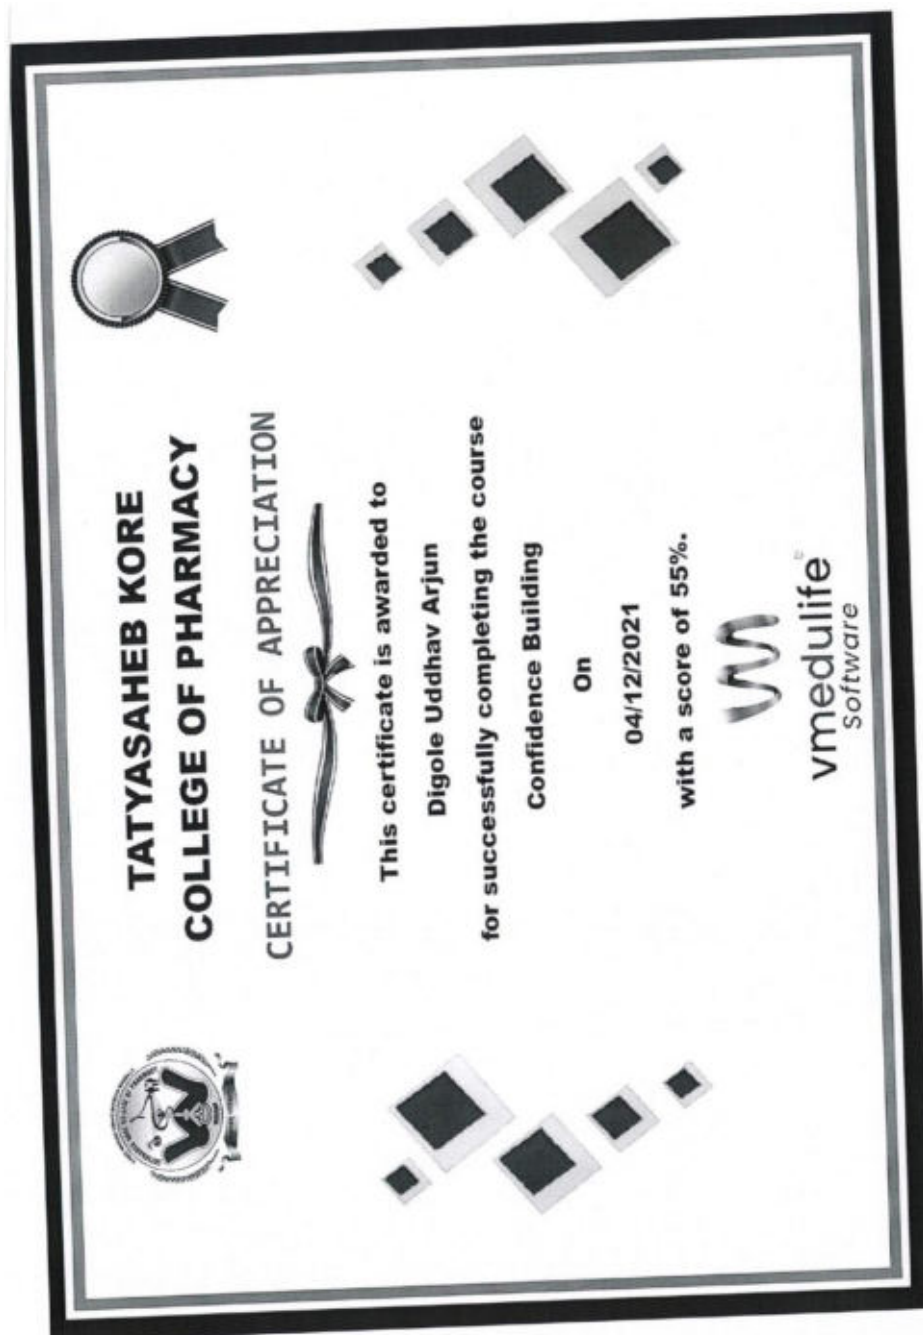 TATYASAHEB KORE
COLLEGE OF PHARMACY
CERTIFICATE OF APPRECIATION
This certificate is awarded to
Digole Uddhav Arjun
for successfully completing the course
Confidence Building
On
04/12/2021
with a score of 55%.
vmedulife
Software